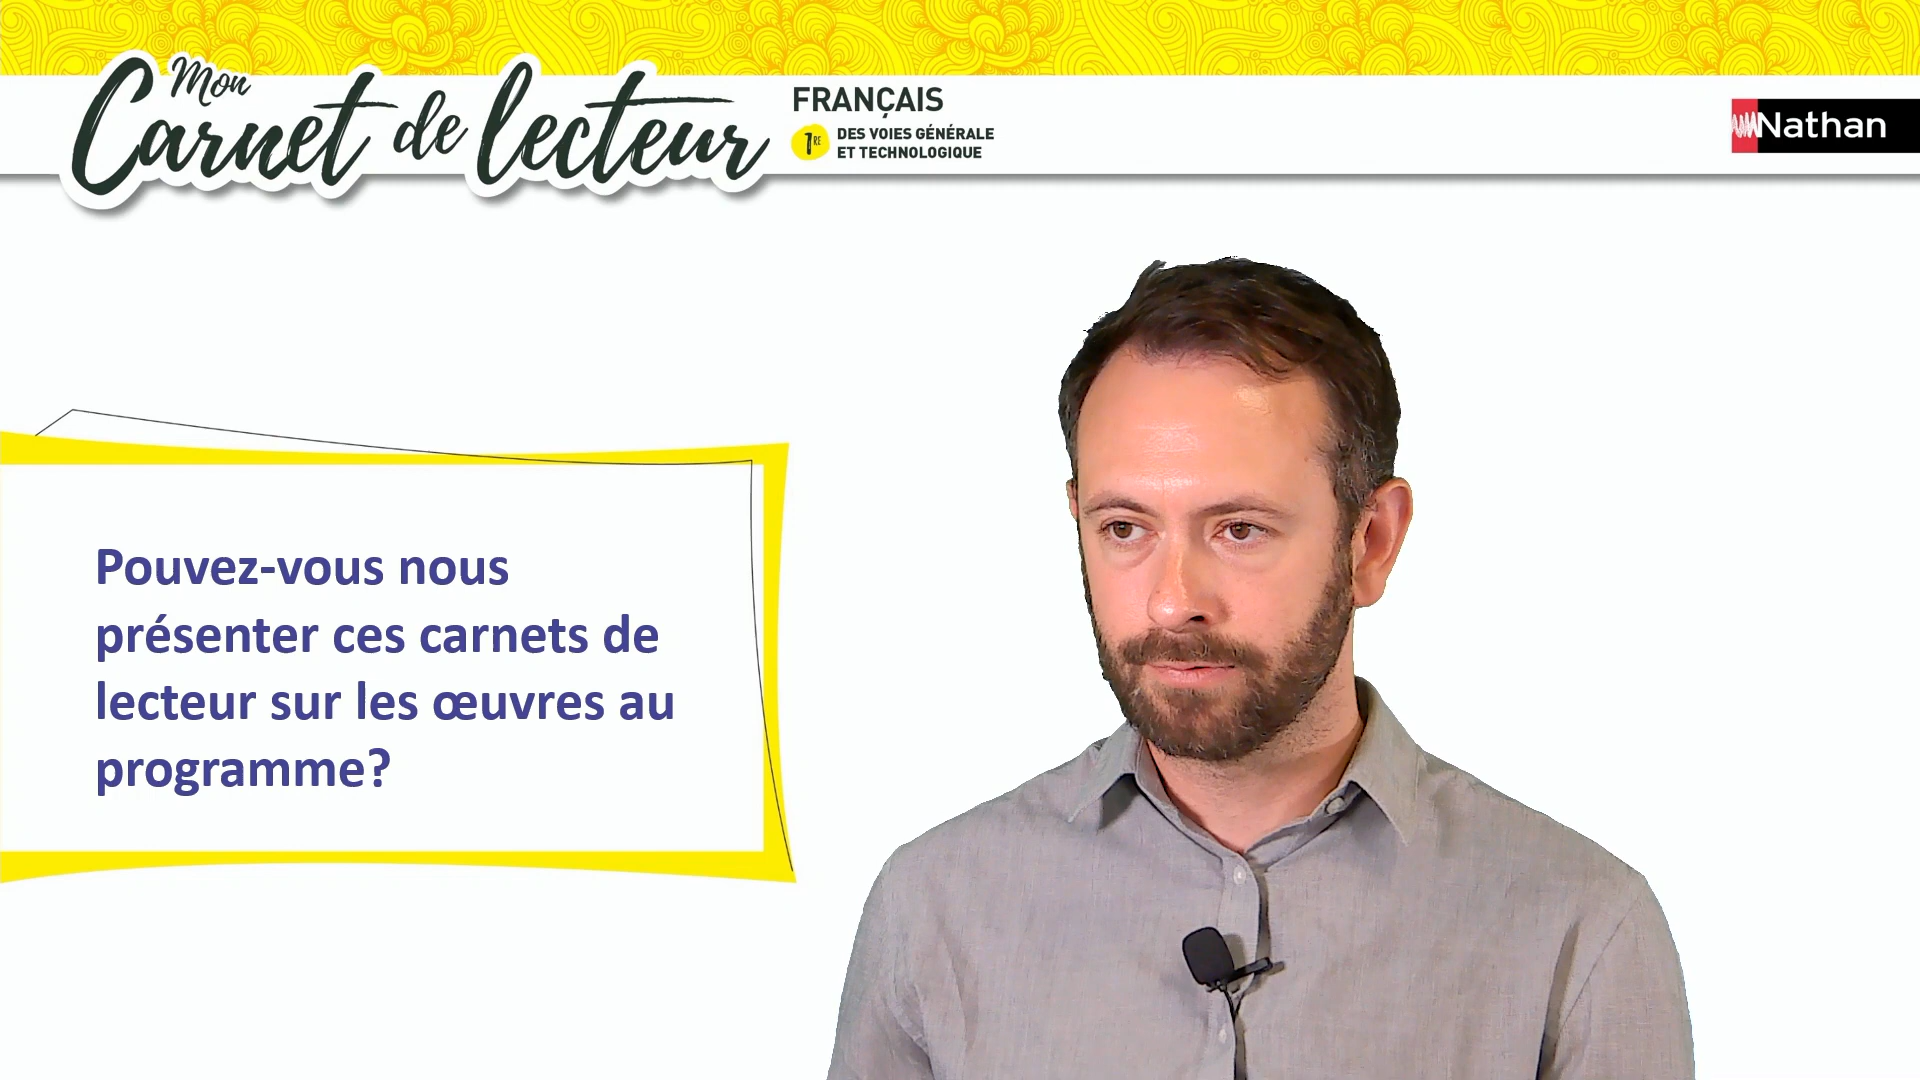 Mon
Carnet de lecteur
FRANÇAIS
1RE
DES VOIES GÉNÉRALE
ET TECHNOLOGIQUE
Nathan
Pouvez-vous nous
présenter ces carnets de
lecteur sur les œuvres au
programme?